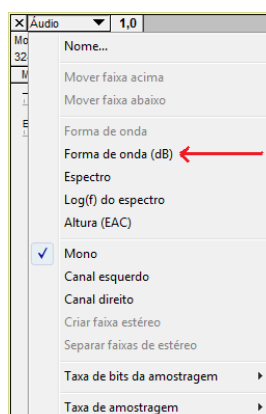 Áudio 1,0
Mo
32
M
Nome...
Mover faixa acima
Mover faixa abaixo
Forma de onda
Forma de onda (dB)
Espectro
Log(f) do espectro
Altura (EAC)
Mono
Canal esquerdo
Canal direito
Criar faixa estéreo
Separar faixas de estéreo
Taxa de bits da amostragem
Taxa de amostragem